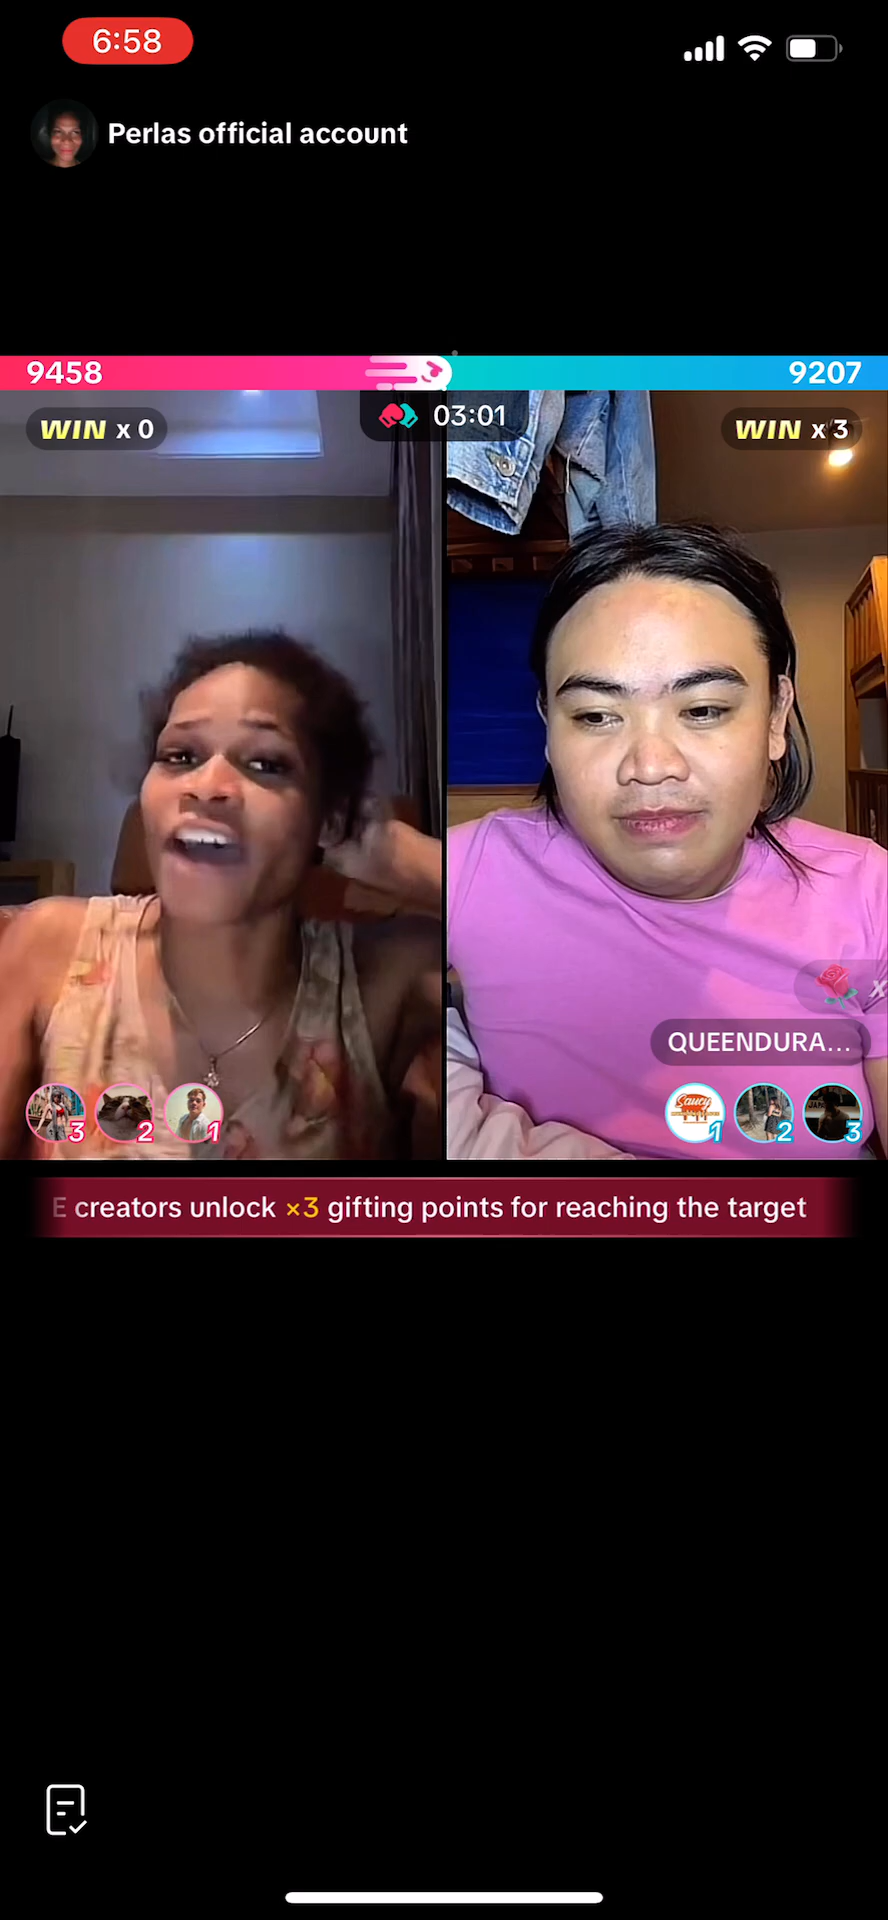 6:58
Perlas official account
9458
9207
WIN x 0
03:01
WIN x 3
x
QUEENDURA...
3
2
1
Saucy
1
2
3
E creators unlock ×3 gifting points for reaching the target